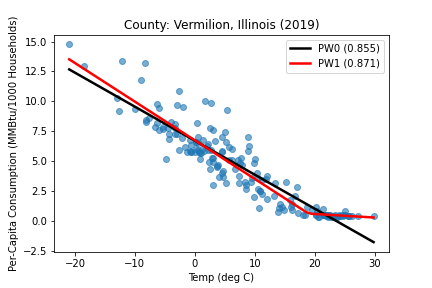 County: Vermilion, Illinois (2019)
Per-Capita Consumption (MMBtu/1000 Households)
15.0
12.5
10.0
7.5
5.0
2.5
0.0
−2.5
PW0 (0.855)
PW1 (0.871)
−20
−10
0
10
20
30
Temp (deg C)